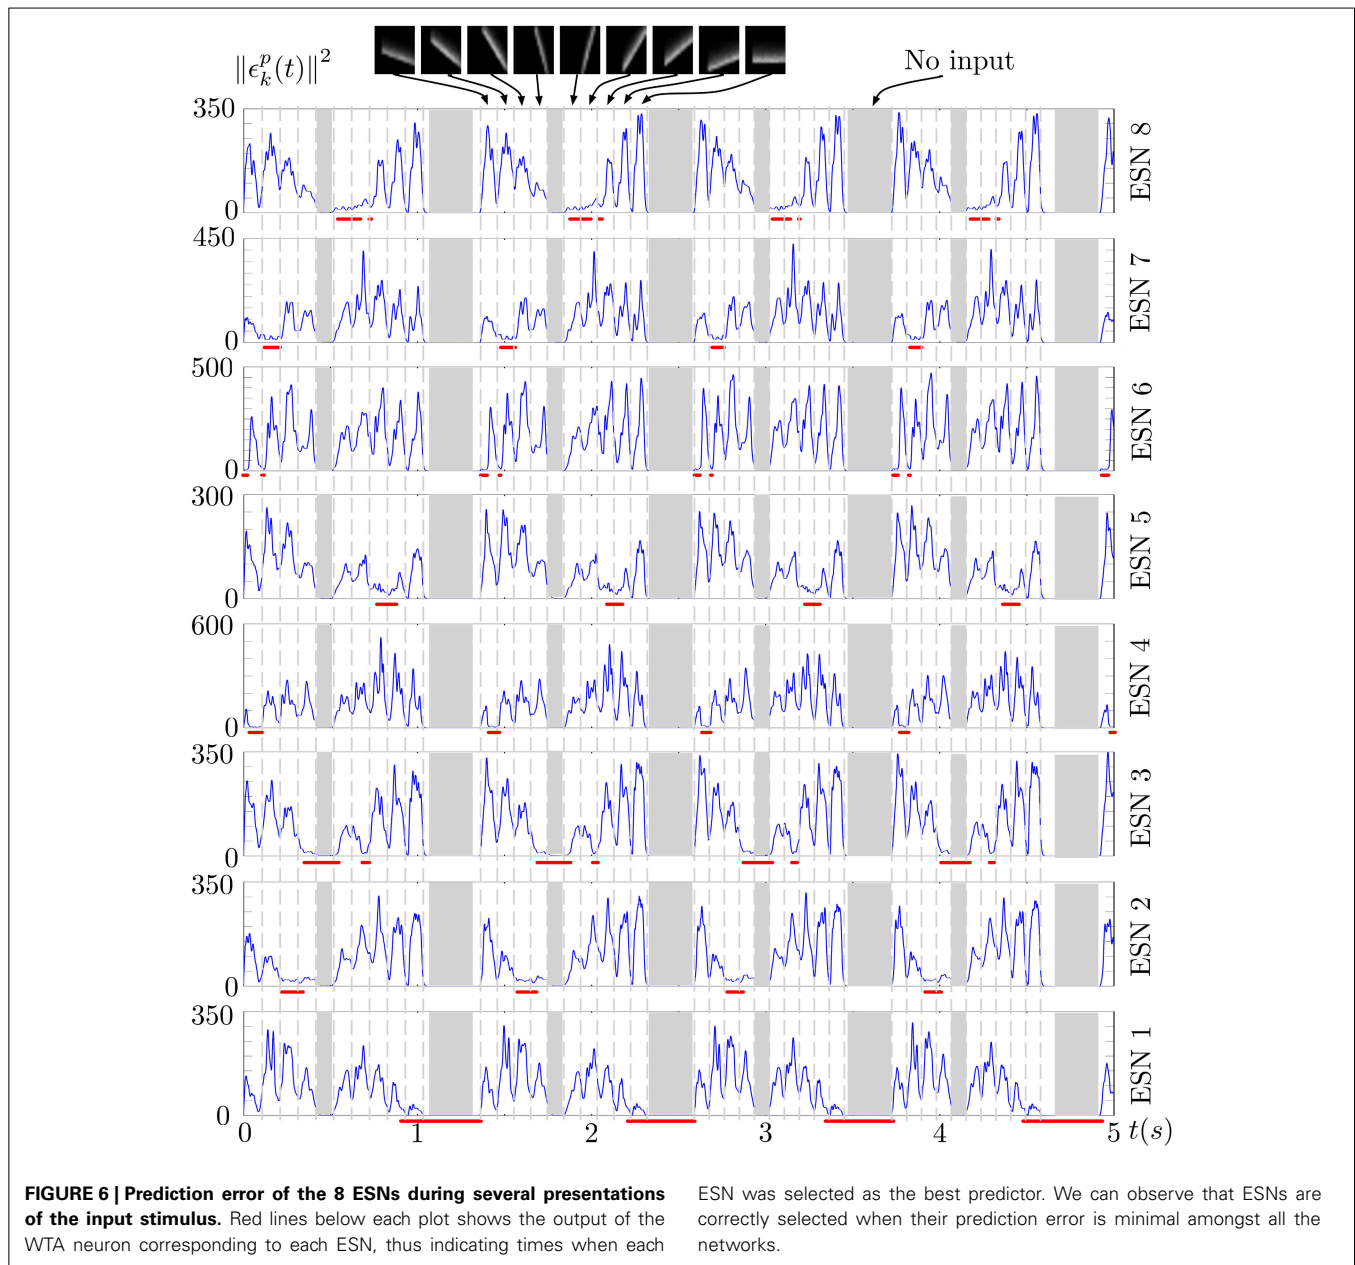 ‖ϵₖᵖ(t)‖²
No input
350
0
ESN 8
450
0
ESN 7
500
0
ESN 6
300
0
ESN 5
600
0
ESN 4
350
0
ESN 3
350
0
ESN 2
350
0
ESN 1
0 1 2 3 4 5 t(s)
FIGURE 6 | Prediction error of the 8 ESNs during several presentations
of the input stimulus. Red lines below each plot shows the output of the
WTA neuron corresponding to each ESN, thus indicating times when each
ESN was selected as the best predictor. We can observe that ESNs are
correctly selected when their prediction error is minimal amongst all the
networks.